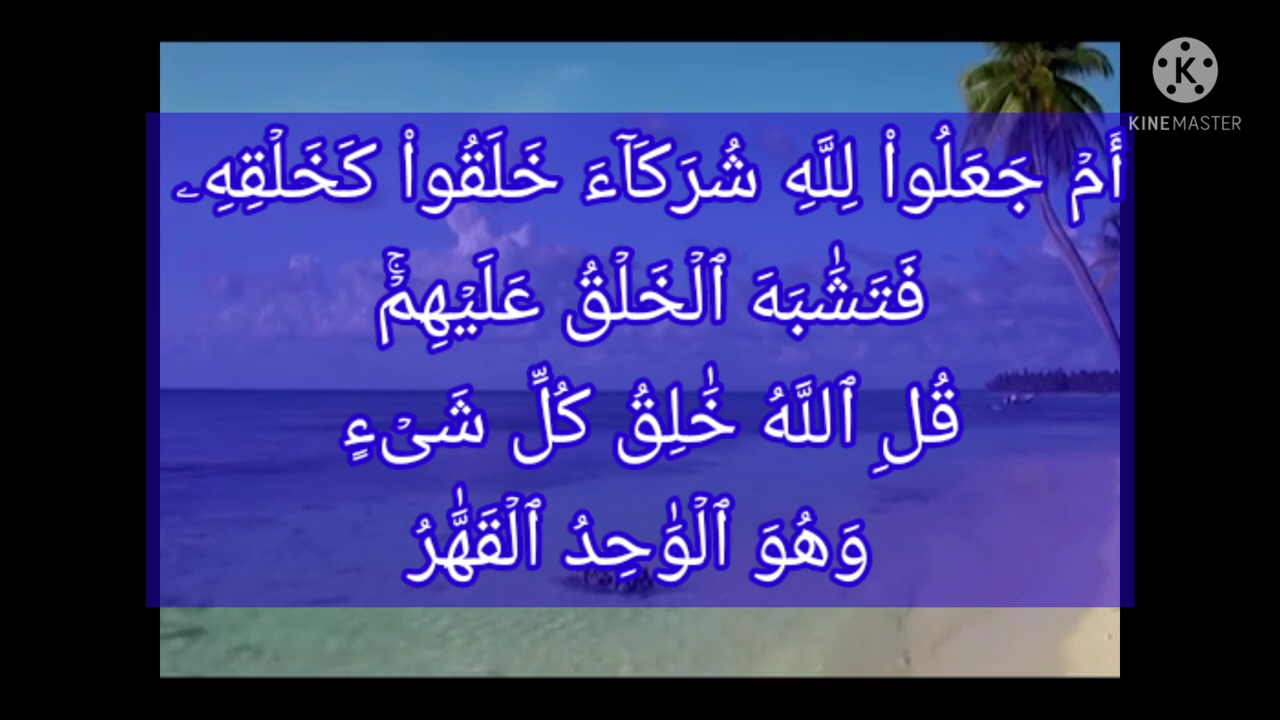 أَمۡ جَعَلُواْ لِلَّهِ شُرَكَآءَ خَلَقُواْ كَخَلۡقِهِۦ
فَتَشَٰبَهَ ٱلۡخَلۡقُ عَلَيۡهِمۡۚ
قُلِ ٱللَّهُ خَٰلِقُ كُلِّ شَيۡءٖ
وَهُوَ ٱلۡوَٰحِدُ ٱلۡقَهَّٰرُ
KINEMASTER